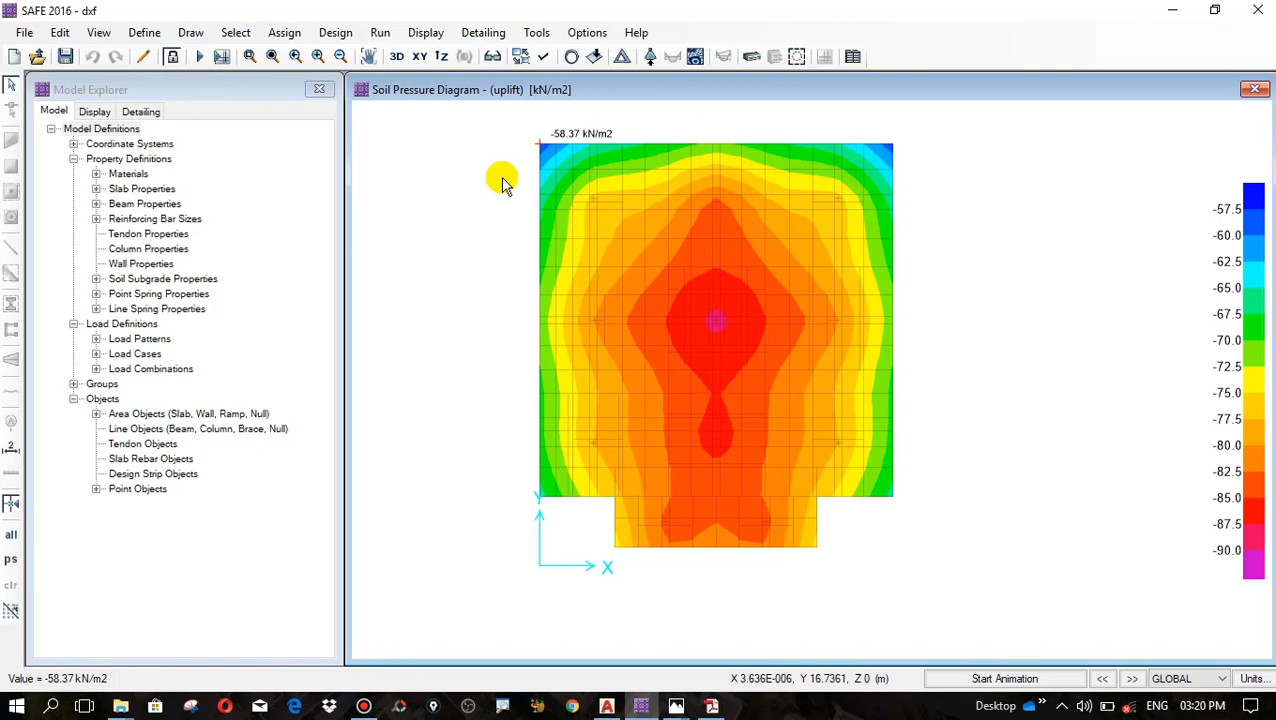 SAFE 2016 - dxf
File Edit View Define Draw Select Assign Design Run Display Detailing Tools Options Help
3D XY
Model Explorer
Model Display Detailing
Model Definitions
Coordinate Systems
Property Definitions
Materials
Slab Properties
Beam Properties
Reinforcing Bar Sizes
Tendon Properties
Column Properties
Wall Properties
Soil Subgrade Properties
Point Spring Properties
Line Spring Properties
Load Definitions
Load Patterns
Load Cases
Load Combinations
Groups
Objects
Area Objects (Slab, Wall, Ramp, Null)
Line Objects (Beam, Column, Brace, Null)
Tendon Objects
Slab Rebar Objects
Design Strip Objects
Point Objects
all
ps
clr
Soil Pressure Diagram - (uplift) [kN/m2]
-58.37 kN/m2
Y
X
-57.5
-60.0
-62.5
-65.0
-67.5
-70.0
-72.5
-75.0
-77.5
-80.0
-82.5
-85.0
-87.5
-90.0
Value = -58.37 kN/m2
X 3.636E-006, 16.7361, Z 0 (m)
Start Animation
<< >>
GLOBAL
Units...
Desktop
ENG
03:20 PM